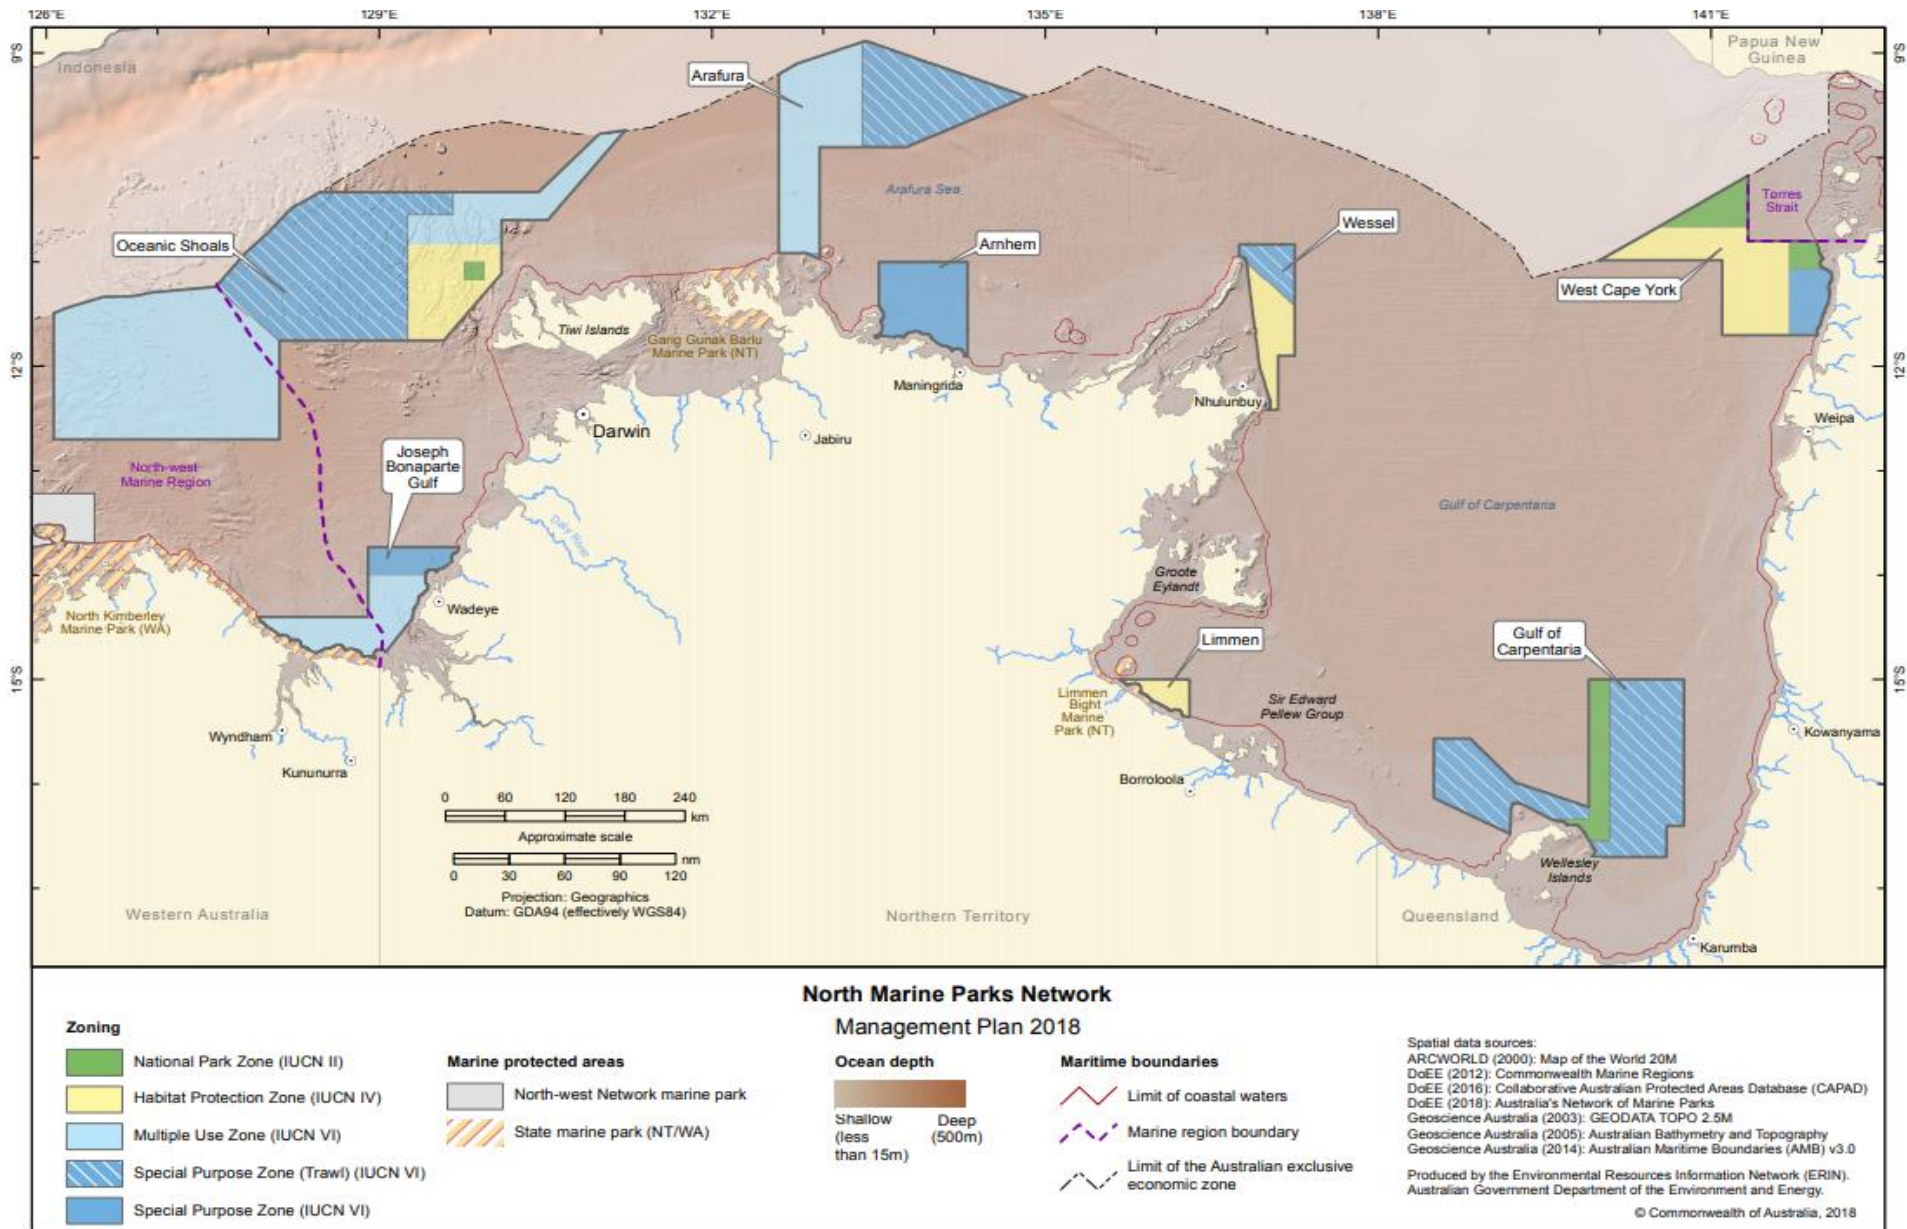 126°E
129°E
132°E
135°E
138°E
141°E
9°S
9°S
Indonesia
Papua New
Guinea
Arafura
Arafura Sea
Torres
Strait
Wessel
Oceanic Shoals
Arnhem
West Cape York
Tiwi Islands
Garig Gunak Barlu
Marine Park (NT)
12°S
12°S
Maningrida
Nhulunbuy
Weipa
Darwin
Jabiru
Joseph
Bonaparte
Gulf
North-west
Marine Region
Gulf of Carpentaria
Daly River
Groote
Eylandt
Wadeye
North Kimberley
Marine Park (WA)
Limmen
Gulf of
Carpentaria
15°S
15°S
Limmen
Bight
Marine
Park (NT)
Sir Edward
Pellew Group
Wyndham
Kununurra
Borroloola
Kowanyama
0 60 120 180 240
km
Approximate scale
nm
0 30 60 90 120
Projection: Geographics
Datum: GDA94 (effectively WGS84)
Wellesley
Islands
Western Australia
Northern Territory
Queensland
Karumba
North Marine Parks Network
Management Plan 2018
Zoning
National Park Zone (IUCN II)
Habitat Protection Zone (IUCN IV)
Multiple Use Zone (IUCN VI)
Special Purpose Zone (Trawl) (IUCN VI)
Special Purpose Zone (IUCN VI)
Marine protected areas
North-west Network marine park
State marine park (NT/WA)
Ocean depth
Shallow
(less
than 15m)
Deep
(500m)
Maritime boundaries
Limit of coastal waters
Marine region boundary
Limit of the Australian exclusive
economic zone
Spatial data sources:
ARCWORLD (2000): Map of the World 20M
DoEE (2012): Commonwealth Marine Regions
DoEE (2016): Collaborative Australian Protected Areas Database (CAPAD)
DoEE (2018): Australia's Network of Marine Parks
Geoscience Australia (2003): GEODATA TOPO 2.5M
Geoscience Australia (2005): Australian Bathymetry and Topography
Geoscience Australia (2014): Australian Maritime Boundaries (AMB) v3.0
Produced by the Environmental Resources Information Network (ERIN).
Australian Government Department of the Environment and Energy.
© Commonwealth of Australia, 2018